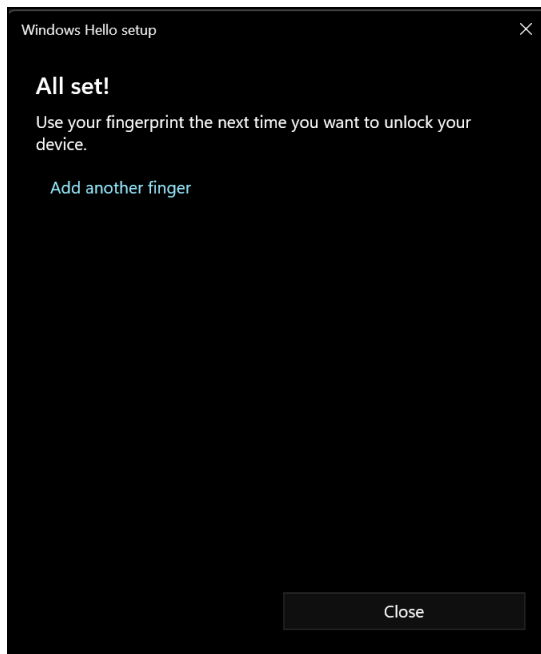 Windows Hello setup
All set!
Use your fingerprint the next time you want to unlock your
device.
Add another finger
Close